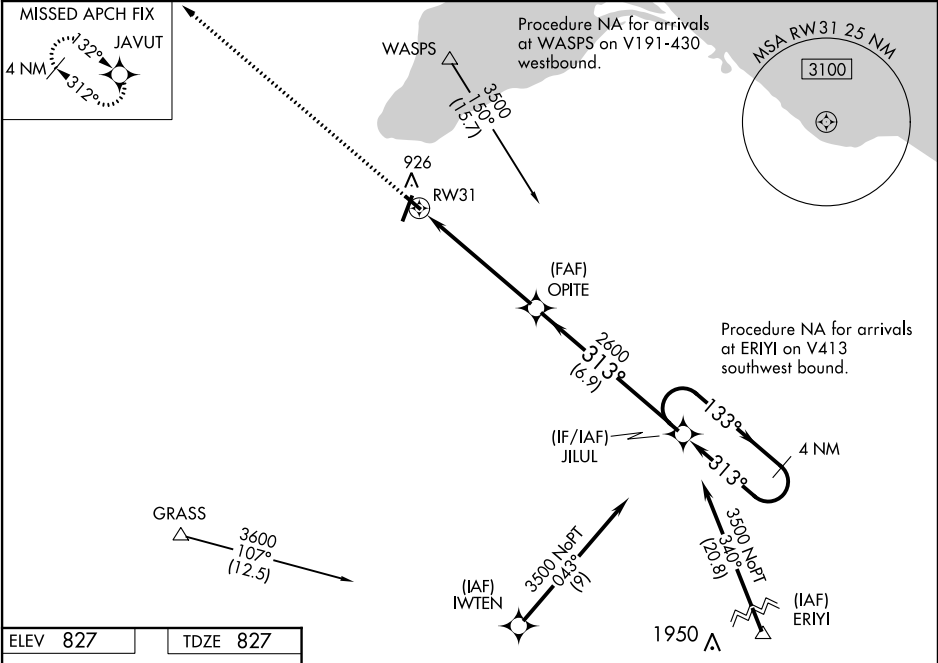 MISSED APCH FIX
JAVUT
132°
4 NM
312°
WASPS
3500
150°
(15.7)
Procedure NA for arrivals
at WASPS on V191-430
westbound.
MSA RW31 25 NM
3100
926
RW31
(FAF)
OPITE
2600
313°
(6.9)
Procedure NA for arrivals
at ERIYI on V413
southwest bound.
(IF/IAF)
JILUL
133°
4 NM
313°
GRASS
3600
107°
(12.5)
3500 NoPT
043°
(9)
(IAF)
IWTEN
3500 NoPT
340°
(20.8)
(IAF)
ERIYI
1950
ELEV 827
TDZE 827